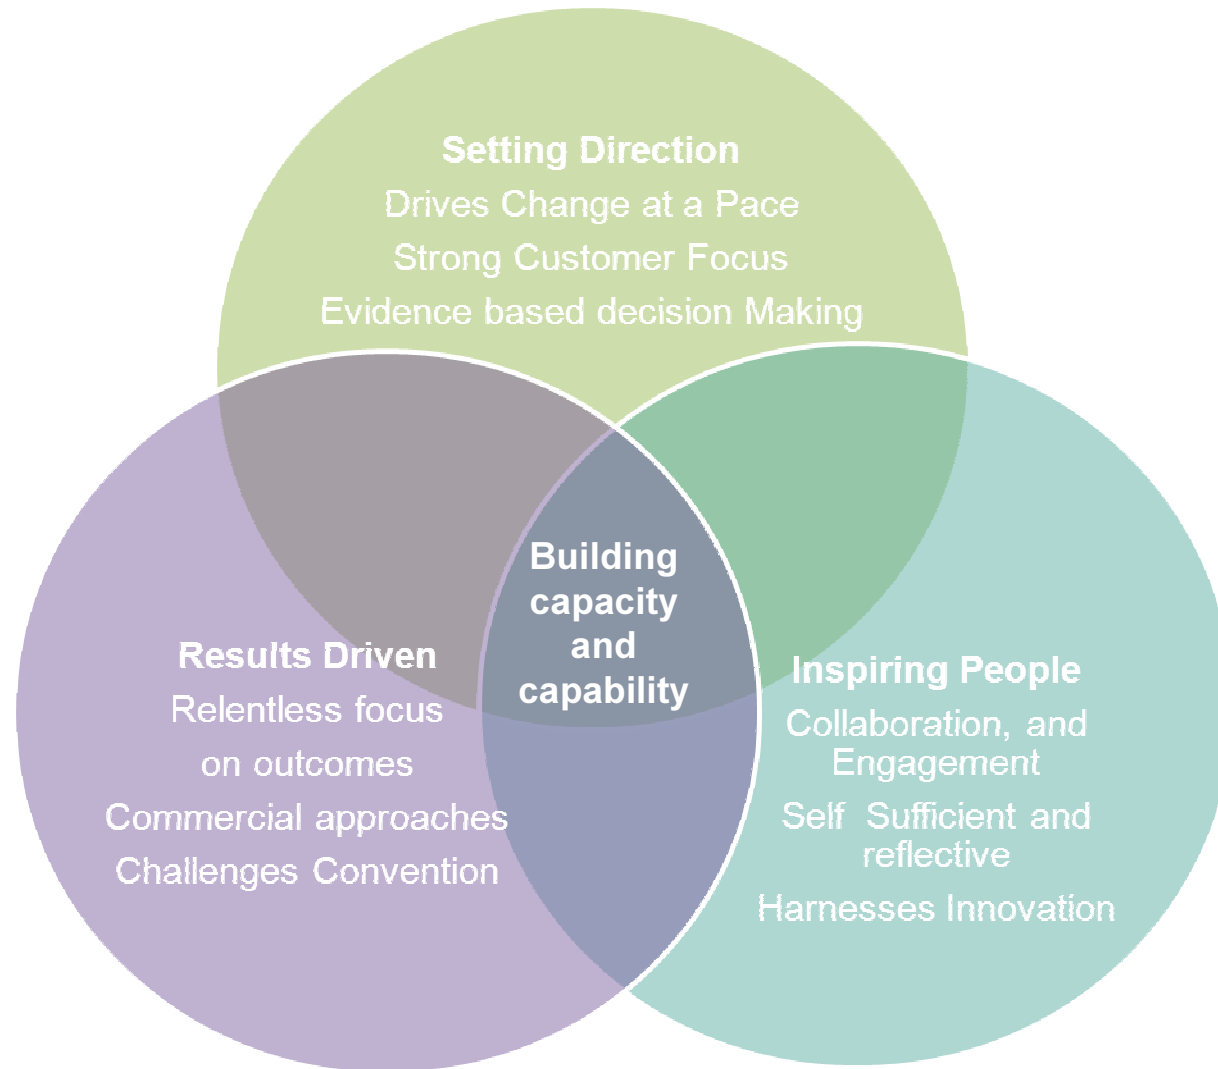 Setting Direction
Drives Change at a Pace
Strong Customer Focus
Evidence based decision Making
Building
capacity
and
capability
Results Driven
Relentless focus
on outcomes
Commercial approaches
Challenges Convention
Inspiring People
Collaboration, and
Engagement
Self  Sufficient and
reflective
Harnesses Innovation